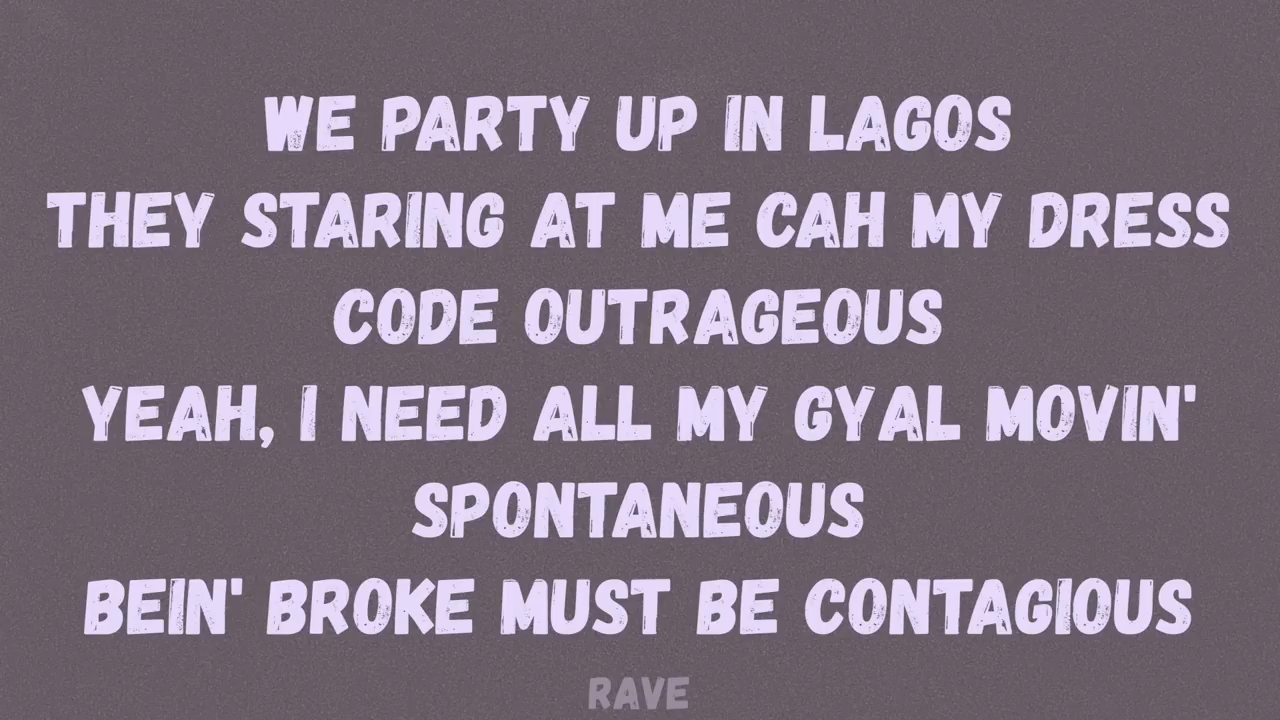 WE PARTY UP IN LAGOS
THEY STARING AT ME CAH MY DRESS
CODE OUTRAGEOUS
YEAH, I NEED ALL MY GYAL MOVIN'
SPONTANEOUS
BEIN' BROKE MUST BE CONTAGIOUS
RAVE